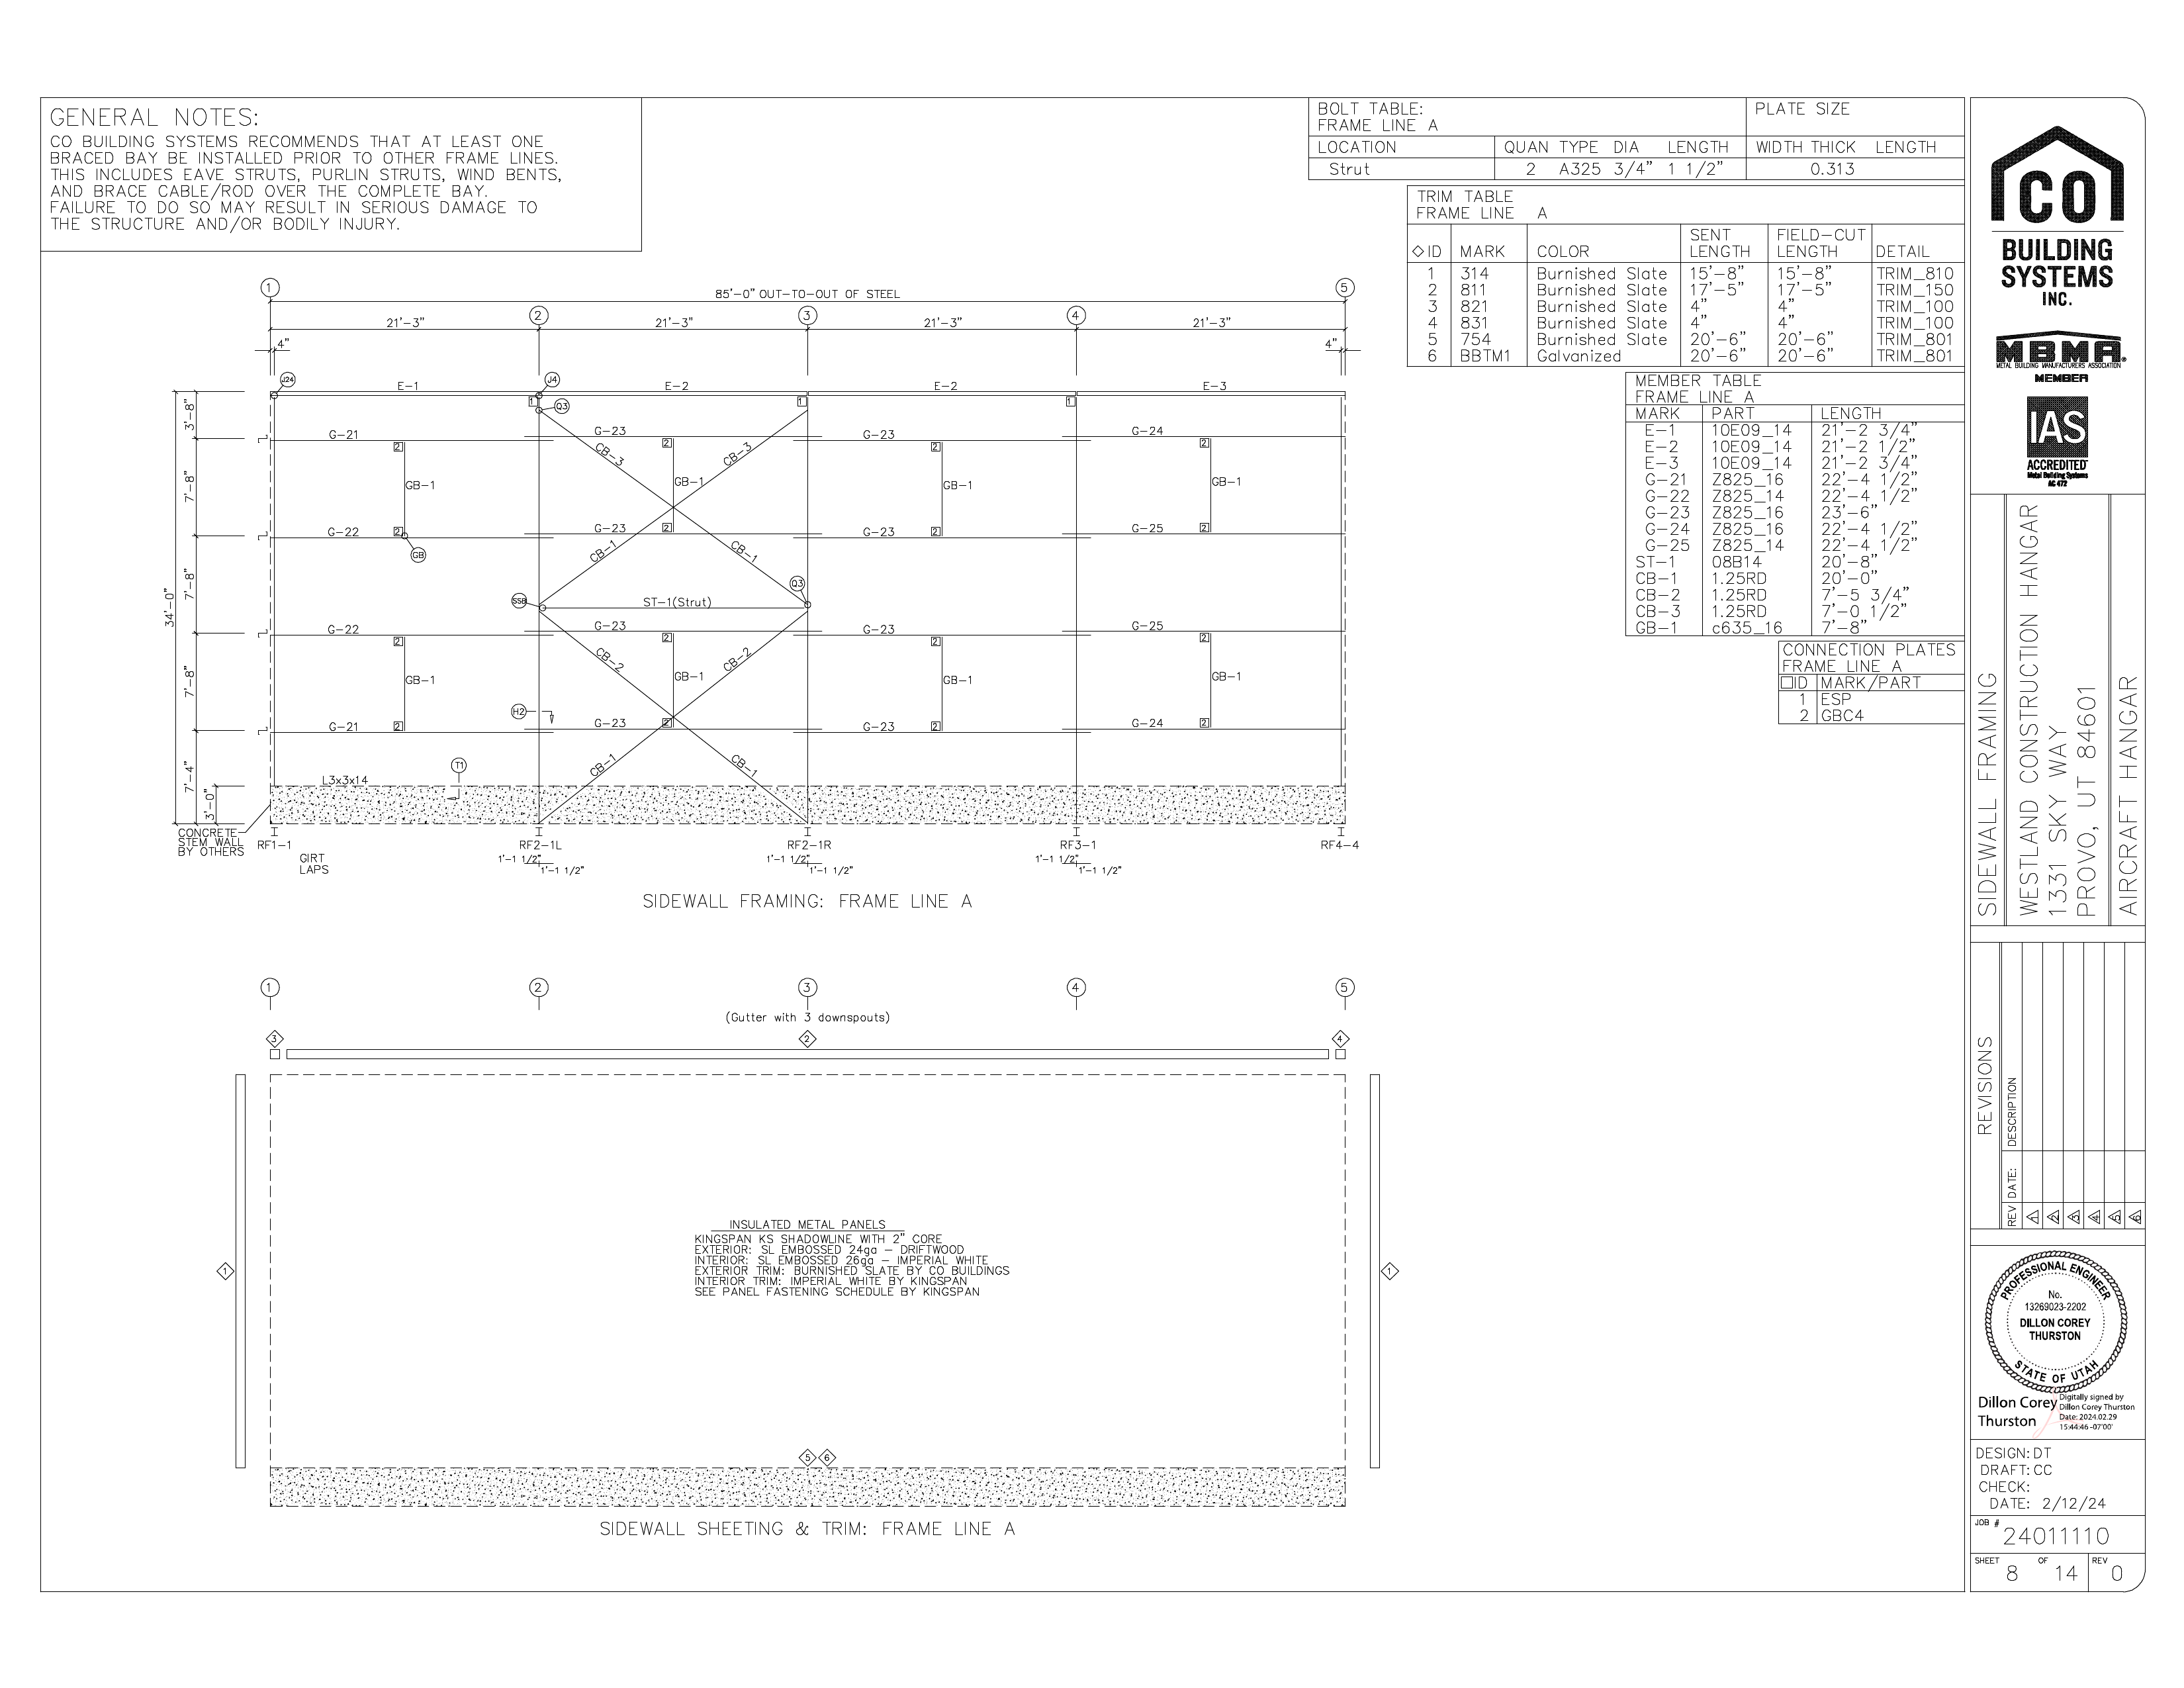 GENERAL NOTES:
CO BUILDING SYSTEMS RECOMMENDS THAT AT LEAST ONE
BRACED BAY BE INSTALLED PRIOR TO OTHER FRAME LINES.
THIS INCLUDES EAVE STRUTS, PURLIN STRUTS, WIND BENTS,
AND BRACE CABLE/ROD OVER THE COMPLETE BAY.
FAILURE TO DO SO MAY RESULT IN SERIOUS DAMAGE TO
THE STRUCTURE AND/OR BODILY INJURY.
BOLT TABLE:
FRAME LINE A
PLATE SIZE
LOCATION QUAN TYPE DIA LENGTH WIDTH THICK LENGTH
Strut 2 A325 3/4" 1 1/2" 0.313
TRIM TABLE
FRAME LINE A
◇ID MARK COLOR SENT LENGTH FIELD-CUT LENGTH DETAIL
1 314 Burnished Slate 15'-8" 15'-8" TRIM_810
2 811 Burnished Slate 17'-5" 17'-5" TRIM_150
3 821 Burnished Slate 4" 4" TRIM_100
4 831 Burnished Slate 4" 4" TRIM_100
5 754 Burnished Slate 20'-6" 20'-6" TRIM_801
6 BBTM1 Galvanized 20'-6" 20'-6" TRIM_801
MEMBER TABLE
FRAME LINE A
MARK PART LENGTH
E-1 10E09_14 21'-2 3/4"
E-2 10E09_14 21'-2 1/2"
E-3 10E09_14 21'-2 3/4"
G-21 Z825_16 22'-4 1/2"
G-22 Z825_14 22'-4 1/2"
G-23 Z825_16 23'-6"
G-24 Z825_16 22'-4 1/2"
G-25 Z825_14 22'-4 1/2"
ST-1 08B14 20'-8"
CB-1 1.25RD 20'-0"
CB-2 1.25RD 7'-5 3/4"
CB-3 1.25RD 7'-0 1/2"
GB-1 c635_16 7'-8"
CONNECTION PLATES
FRAME LINE A
□ID MARK/PART
1 ESP
2 GBC4
1 5
85'-0" OUT-TO-OUT OF STEEL
2 3 4
21'-3" 21'-3" 21'-3" 21'-3"
4" 4"
J24 J4
E-1 E-2 E-2 E-3
1 Q3 1 1
3'-8"
G-21 G-23 G-23 G-24
2 2 2 2
CB-3 CB-3
7'-8"
GB-1 GB-1 GB-1 GB-1
2 2 2 2
G-22 G-23 G-23 G-25
GB
CB-1 CB-1
7'-8"
34'-0"
Q3
SSB
ST-1(Strut)
G-22 G-23 G-23 G-25
2 2 2 2
CB-2 CB-2
7'-8"
GB-1 GB-1 GB-1 GB-1
H2
2 2 2 2
G-21 G-23 G-23 G-24
CB-1 CB-1
7'-4"
T1
L3x3x14
3'-0"
CONCRETE
STEM WALL
BY OTHERS
RF1-1 RF2-1L RF2-1R RF3-1 RF4-4
GIRT
LAPS
1'-1 1/2" 1'-1 1/2" 1'-1 1/2"
1'-1 1/2" 1'-1 1/2" 1'-1 1/2"
SIDEWALL FRAMING: FRAME LINE A
1 2 3 4 5
(Gutter with 3 downspouts)
3 2 4
INSULATED METAL PANELS
KINGSPAN KS SHADOWLINE WITH 2" CORE
EXTERIOR: SL EMBOSSED 24ga - DRIFTWOOD
INTERIOR: SL EMBOSSED 26ga - IMPERIAL WHITE
EXTERIOR TRIM: BURNISHED SLATE BY CO BUILDINGS
INTERIOR TRIM: IMPERIAL WHITE BY KINGSPAN
SEE PANEL FASTENING SCHEDULE BY KINGSPAN
1 1
5 6
SIDEWALL SHEETING & TRIM: FRAME LINE A
CO
BUILDING
SYSTEMS
INC.
MBMA
METAL BUILDING MANUFACTURERS ASSOCIATION
MEMBER
IAS
ACCREDITED
Metal Building Systems
AC 472
SIDEWALL FRAMING
WESTLAND CONSTRUCTION HANGAR
1331 SKY WAY
PROVO, UT 84601
AIRCRAFT HANGAR
REVISIONS
REV DATE: DESCRIPTION
1
2
3
4
5
6
PROFESSIONAL ENGINEER
No.
13269023-2202
DILLON COREY
THURSTON
STATE OF UTAH
Dillon Corey
Thurston
Digitally signed by
Dillon Corey Thurston
Date: 2024.02.29
15:44:46 -07'00'
DESIGN: DT
DRAFT: CC
CHECK:
DATE: 2/12/24
JOB #
24011110
SHEET 8 OF 14 REV 0